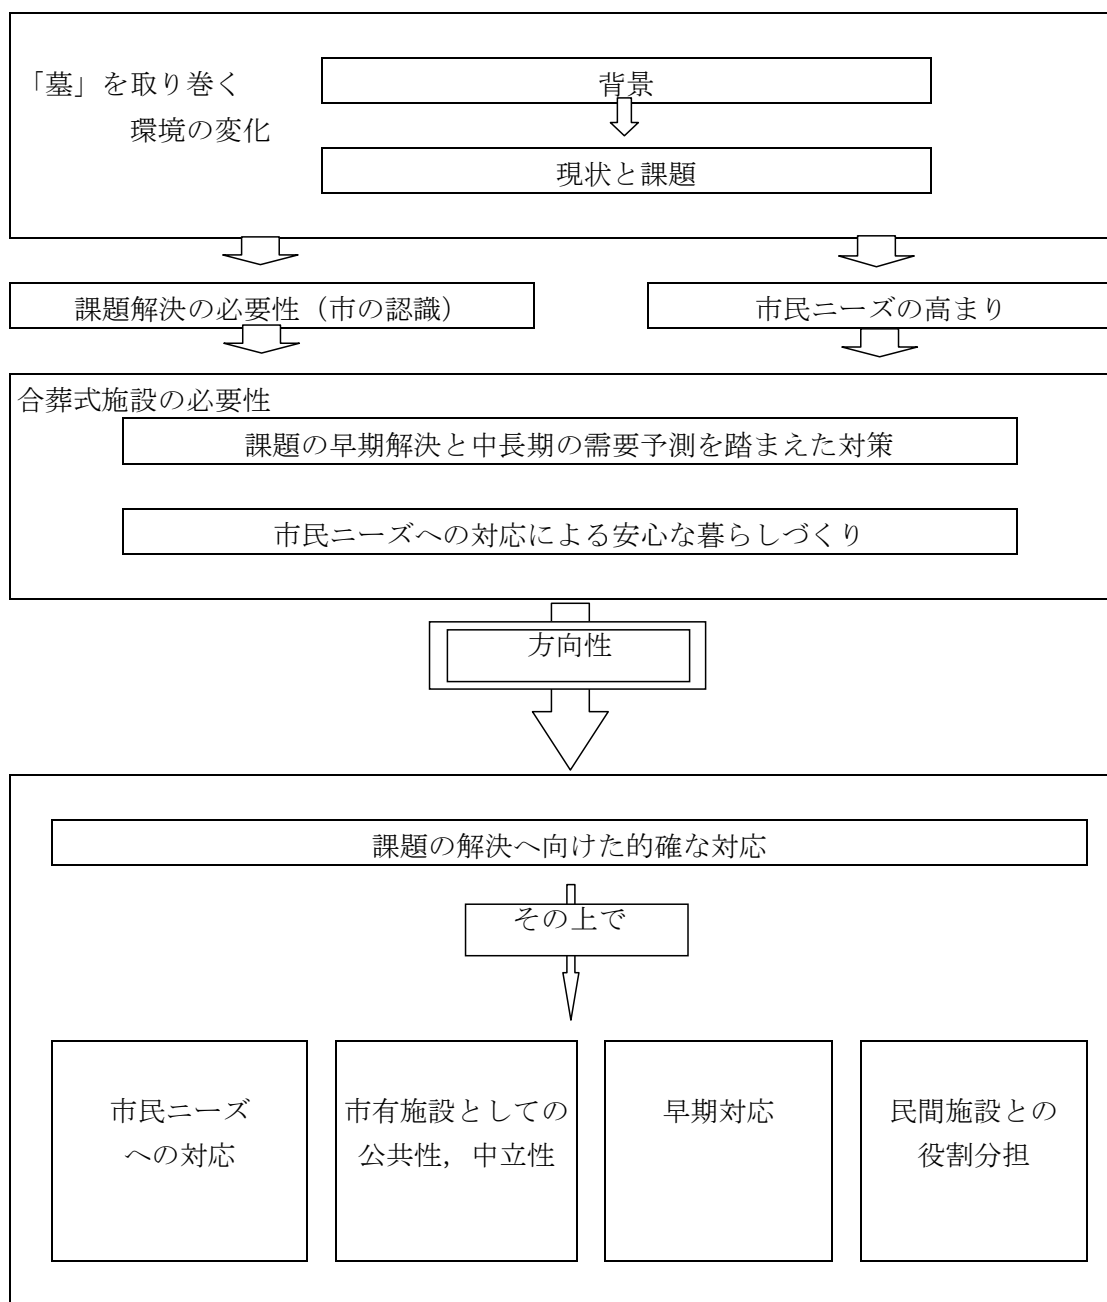 「墓」を取り巻く
環境の変化
背景
現状と課題
課題解決の必要性（市の認識）
市民ニーズの高まり
合葬式施設の必要性
課題の早期解決と中長期の需要予測を踏まえた対策
市民ニーズへの対応による安心な暮らしづくり
方向性
課題の解決へ向けた的確な対応
その上で
市民ニーズ
への対応
市有施設としての
公共性，中立性
早期対応
民間施設との
役割分担